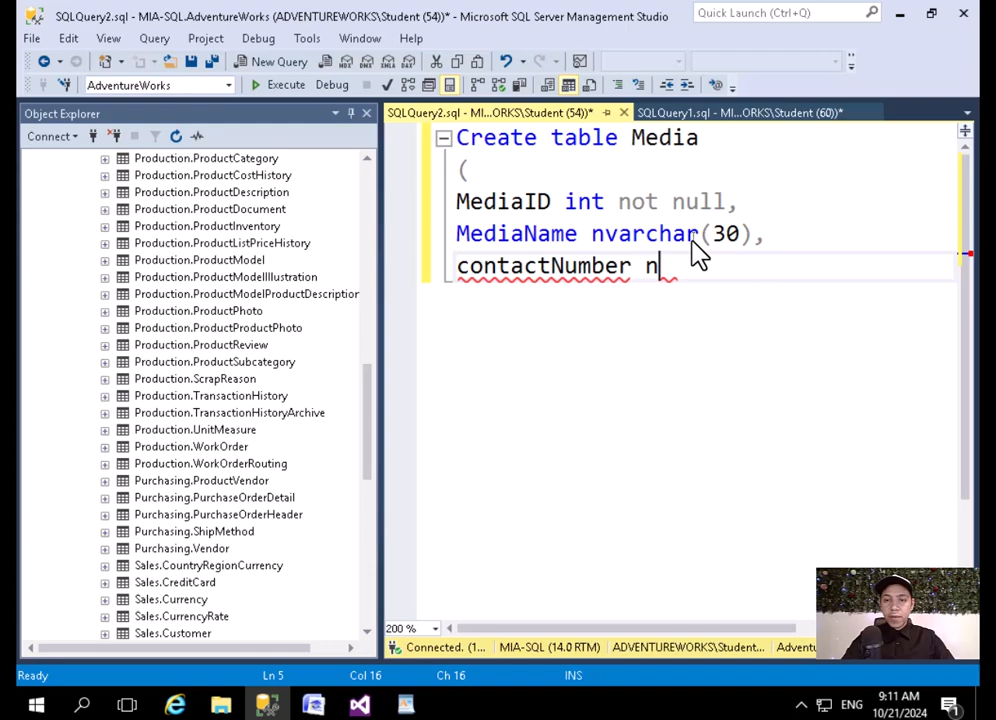 SQLQuery2.sql - MIA-SQL.AdventureWorks (ADVENTUREWORKS\Student (54))* - Microsoft SQL Server Management Studio
Quick Launch (Ctrl+Q)
File Edit View Query Project Debug Tools Window Help
New Query
AdventureWorks Execute Debug
Object Explorer
SQLQuery2.sql - MI...ORKS\Student (54))* SQLQuery1.sql - MI...ORKS\Student (60))*
Connect
Production.ProductCategory
Production.ProductCostHistory
Production.ProductDescription
Production.ProductDocument
Production.ProductInventory
Production.ProductListPriceHistory
Production.ProductModel
Production.ProductModelIllustration
Production.ProductModelProductDescription
Production.ProductPhoto
Production.ProductProductPhoto
Production.ProductReview
Production.ProductSubcategory
Production.ScrapReason
Production.TransactionHistory
Production.TransactionHistoryArchive
Production.UnitMeasure
Production.WorkOrder
Production.WorkOrderRouting
Purchasing.ProductVendor
Purchasing.PurchaseOrderDetail
Purchasing.PurchaseOrderHeader
Purchasing.ShipMethod
Purchasing.Vendor
Sales.CountryRegionCurrency
Sales.CreditCard
Sales.Currency
Sales.CurrencyRate
Sales.Customer
Create table Media
(
MediaID int not null,
MediaName nvarchar(30),
contactNumber n
200 %
Connected. (1... MIA-SQL (14.0 RTM) ADVENTUREWORKS\Student... Adventu
Ready Ln 5 Col 16 Ch 16 INS
ENG 9:11 AM
10/21/2024
1